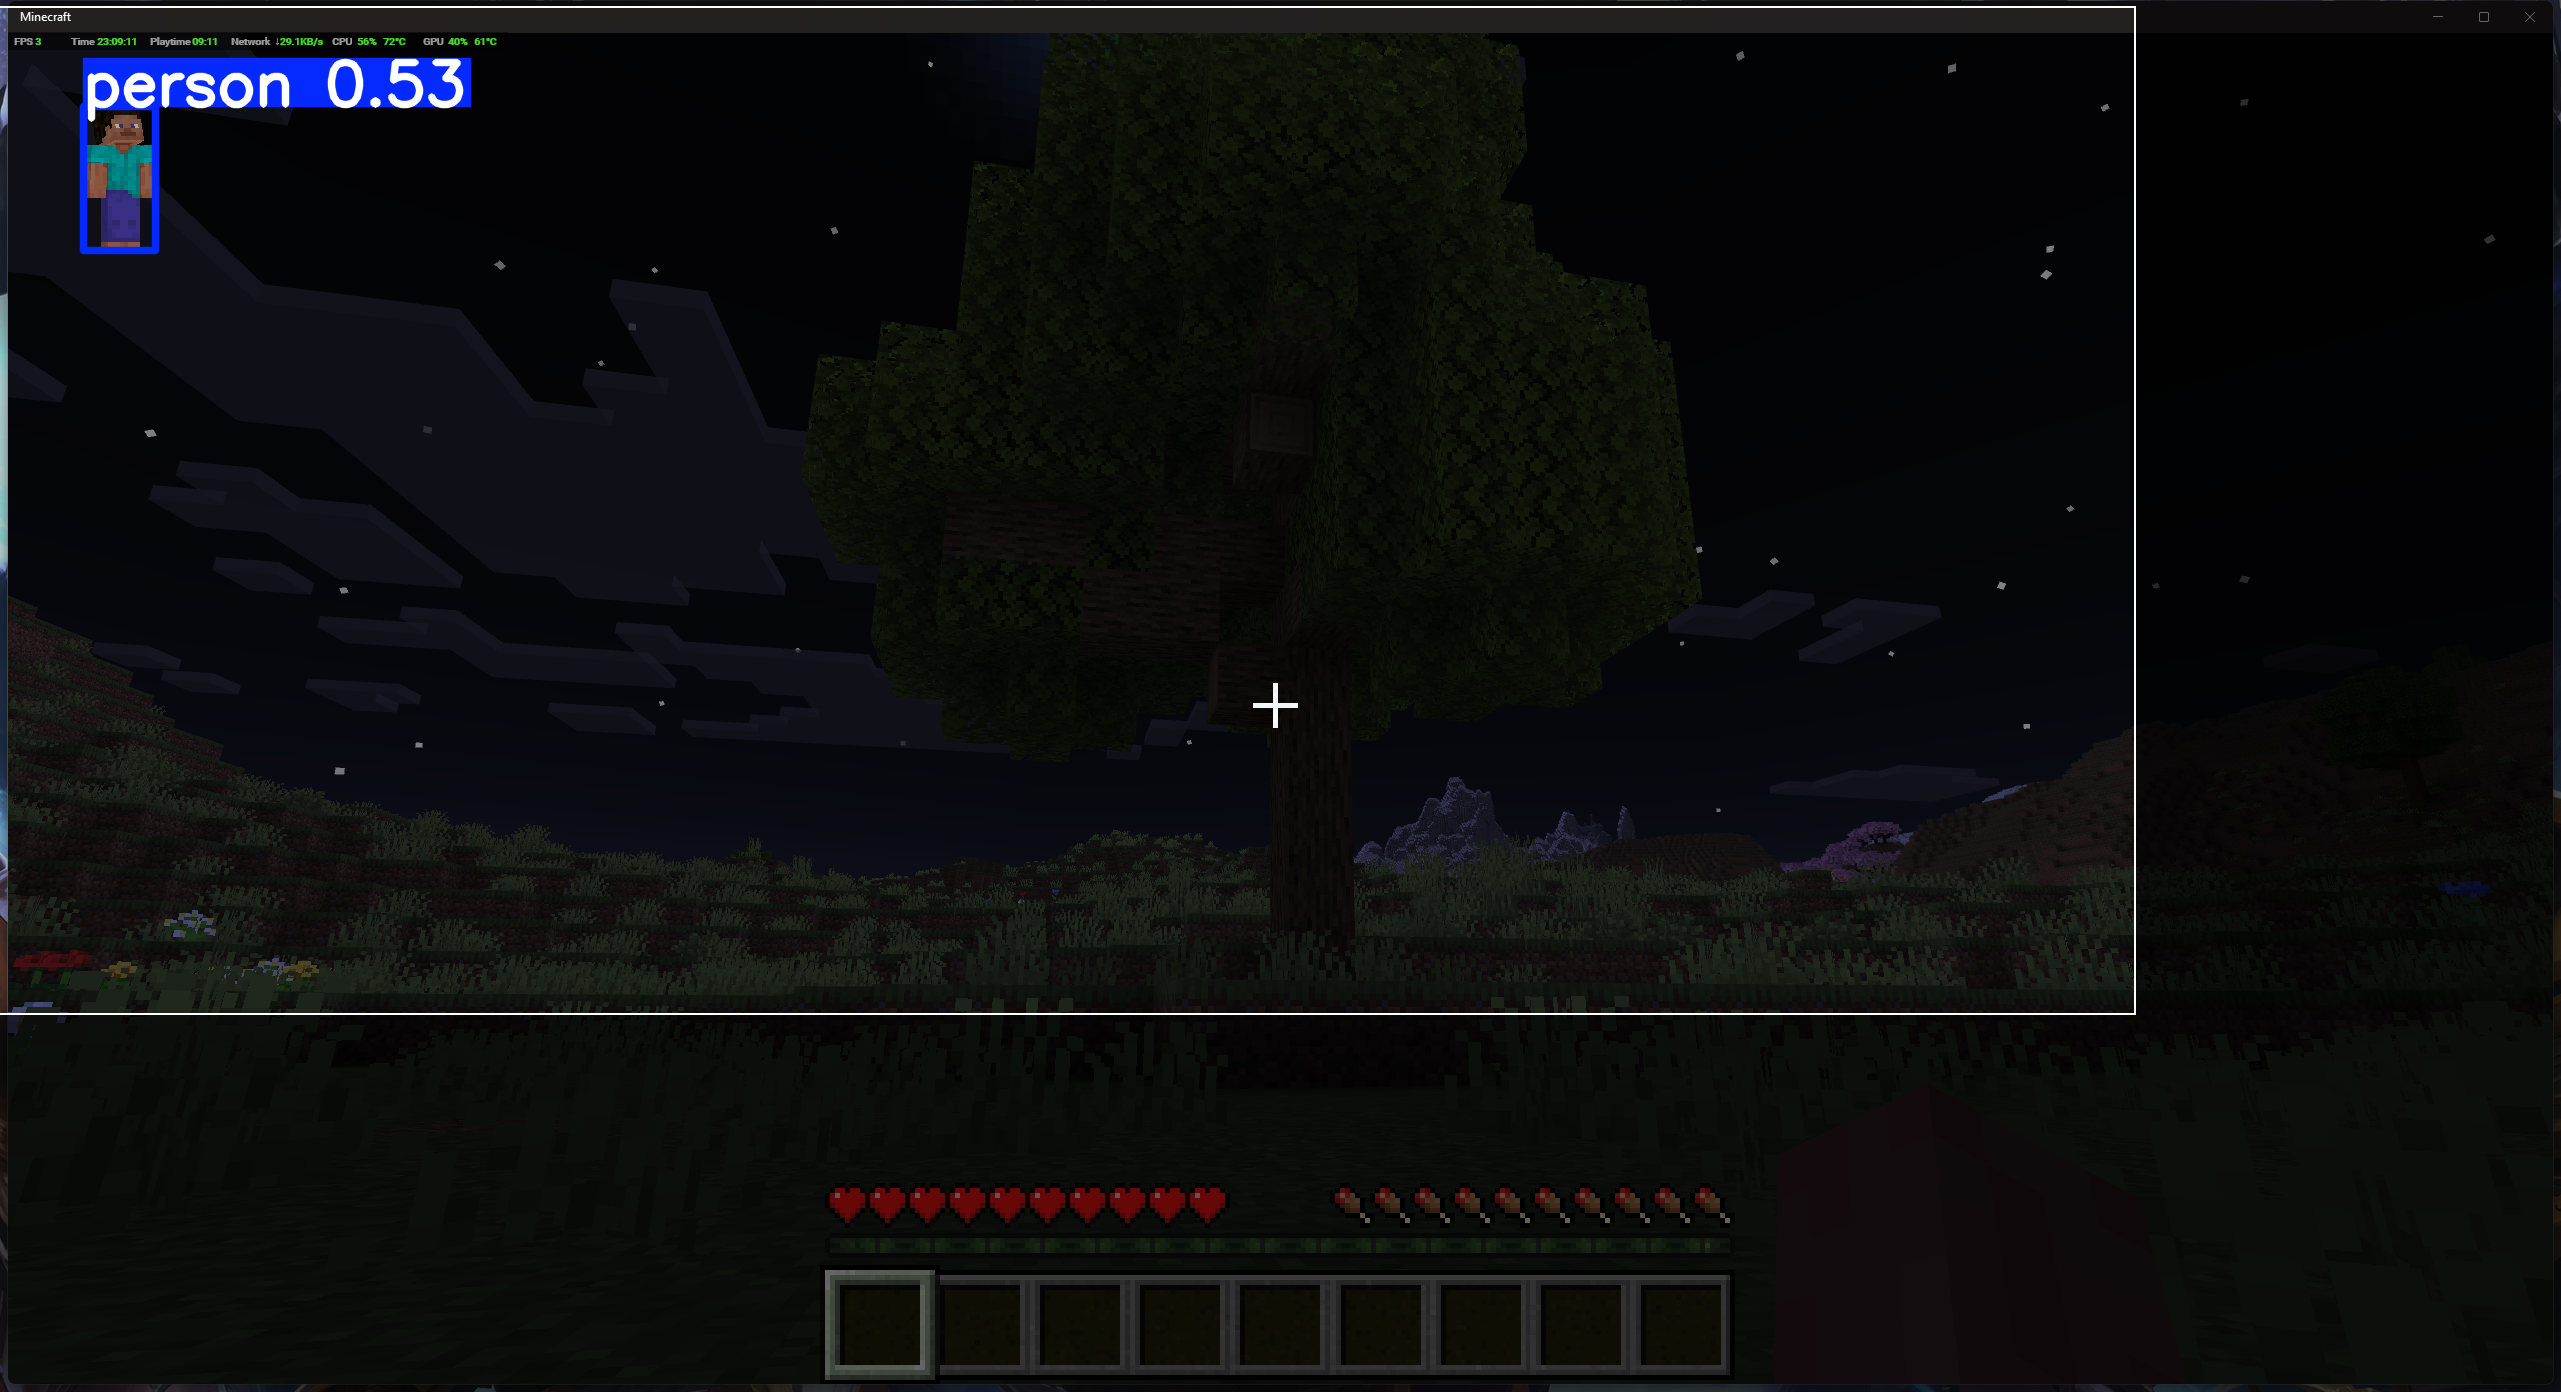 Minecraft
FPS 3 Time 23:09:11 Playtime 09:11 Network ↓29.1KB/s CPU 56% 72°C GPU 40% 61°C
person 0.53